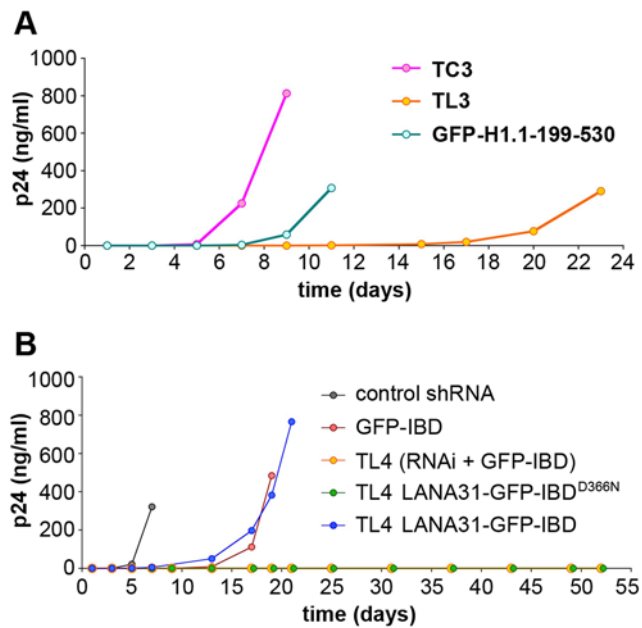 A
1000
800
600
400
200
0
p24 (ng/ml)
TC3
TL3
GFP-H1.1-199-530
0 2 4 6 8 10 12 14 16 18 20 22 24
time (days)
B
1000
800
600
400
200
0
p24 (ng/ml)
control shRNA
GFP-IBD
TL4 (RNAi + GFP-IBD)
TL4 LANA31-GFP-IBD^D366N
TL4 LANA31-GFP-IBD
0 5 10 15 20 25 30 35 40 45 50 55
time (days)